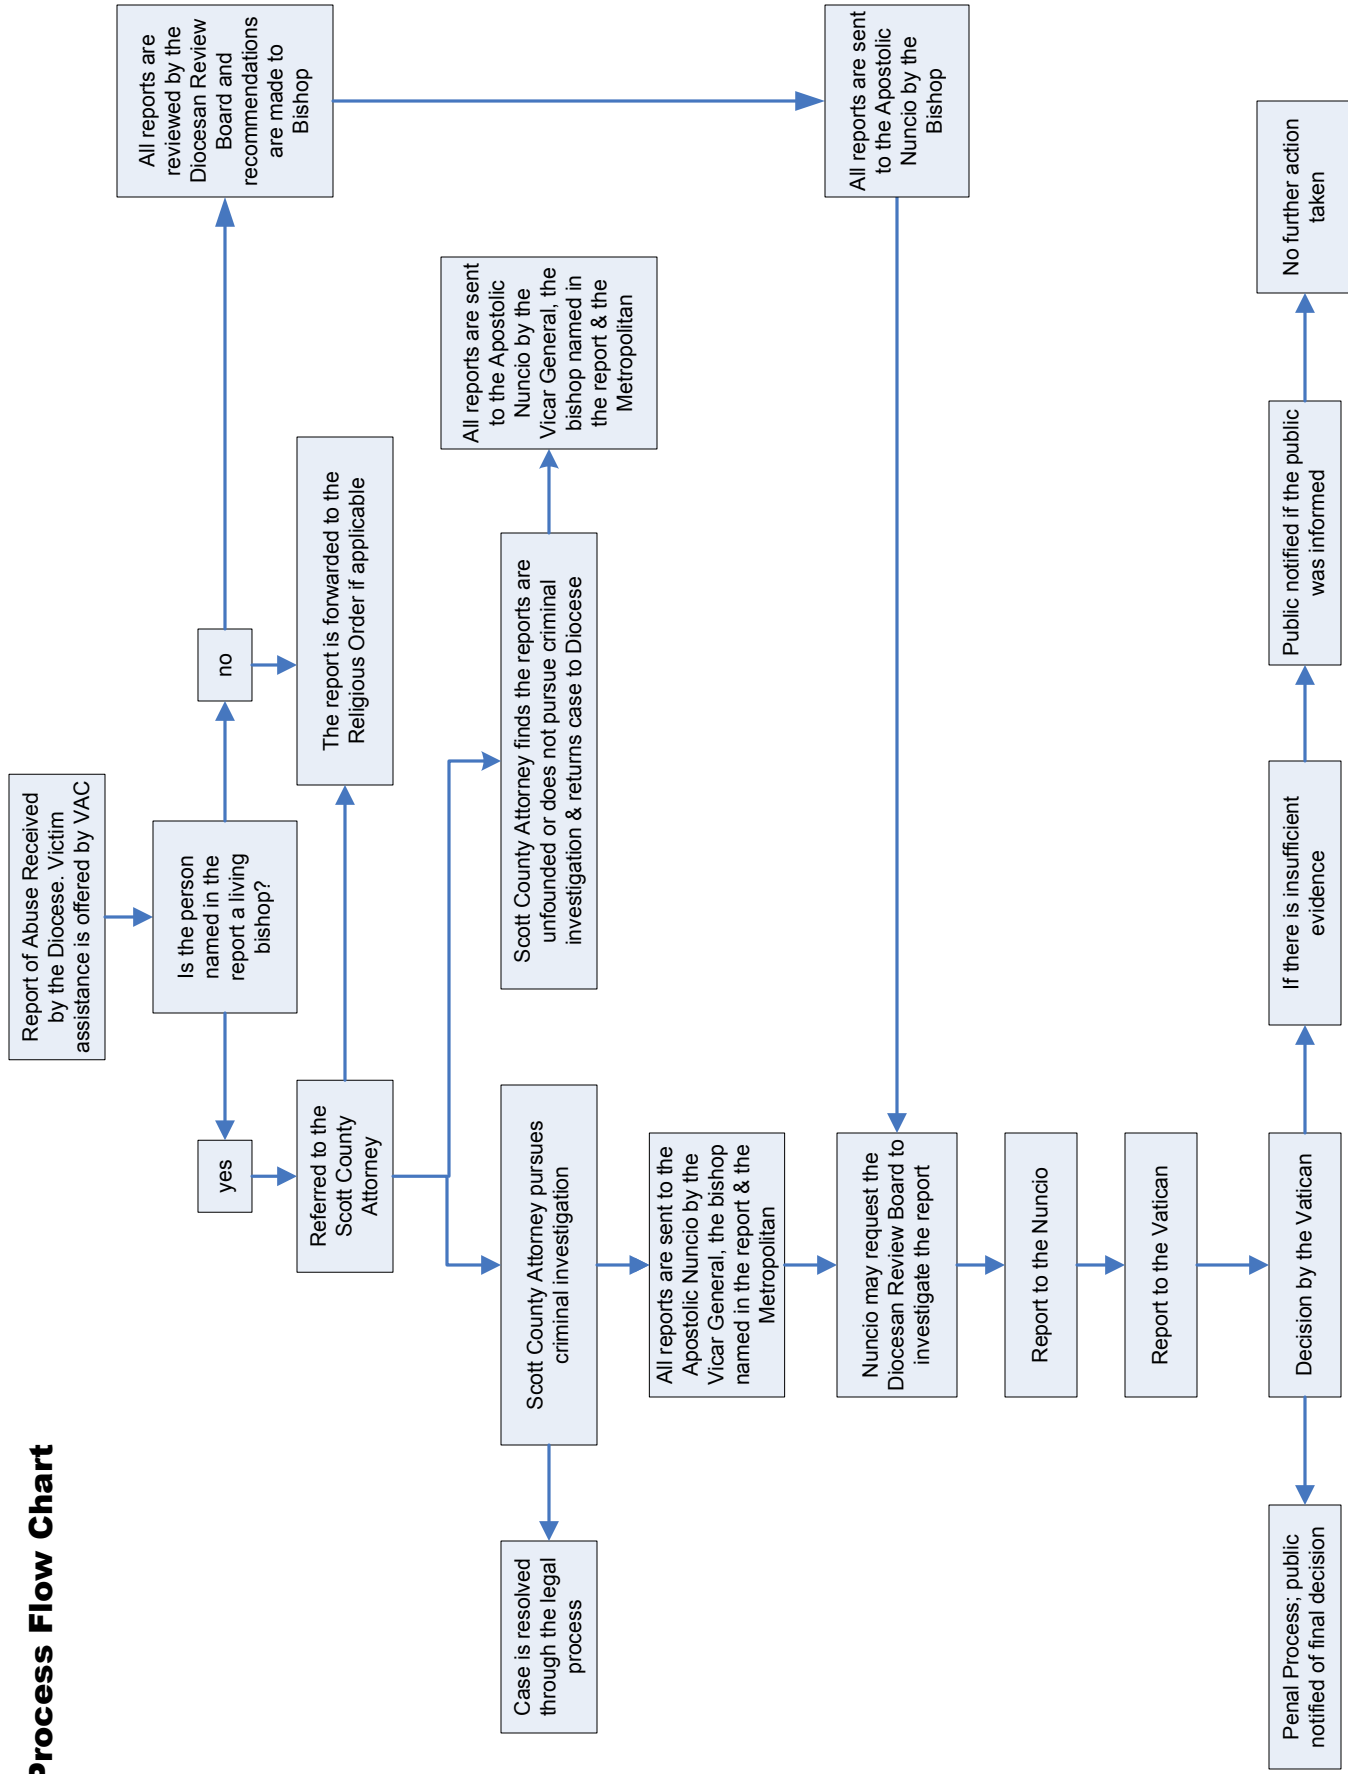 Process Flow Chart
Report of Abuse Received
by the Diocese. Victim
assistance is offered by VAC
Is the person
named in the
report a living
bishop?
yes
no
All reports are
reviewed by the
Diocesan Review
Board and
recommendations
are made to
Bishop
Referred to the
Scott County
Attorney
The report is forwarded to the
Religious Order if applicable
All reports are sent
to the Apostolic
Nuncio by the
Vicar General, the
bishop named in
the report & the
Metropolitan
Case is resolved
through the legal
process
Scott County Attorney pursues
criminal investigation
Scott County Attorney finds the reports are
unfounded or does not pursue criminal
investigation & returns case to Diocese
All reports are sent to the
Apostolic Nuncio by the
Vicar General, the bishop
named in the report & the
Metropolitan
Nuncio may request the
Diocesan Review Board to
investigate the report
All reports are sent
to the Apostolic
Nuncio by the
Bishop
Report to the Nuncio
Report to the Vatican
Penal Process; public
notified of final decision
Decision by the Vatican
If there is insufficient
evidence
Public notified if the public
was informed
No further action
taken